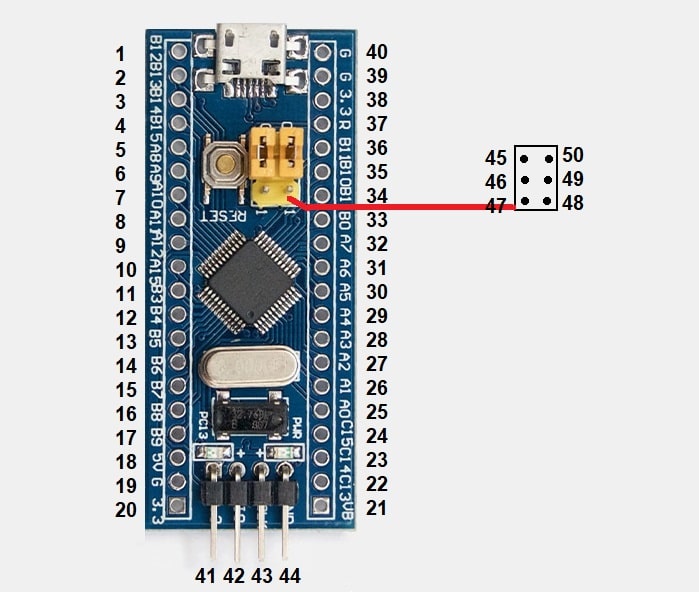 1 B12 G 40
2 B13 G 39
3 B14 3.3 38
4 B15 R 37
5 A8 B11 36
6 A9 B10 35
7 A10 B1 34
8 A11 B0 33
9 A12 A7 32
10 A15 A6 31
11 B3 A5 30
12 B4 A4 29
13 B5 A3 28
14 B6 A2 27
15 B7 A1 26
16 B8 A0 25
17 B9 C15 24
18 5V C14 23
19 G C13 22
20 3.3 VB 21
RESET
1 1
PC13 PWR
+ +
41 42 43 44
45 50
46 49
47 48